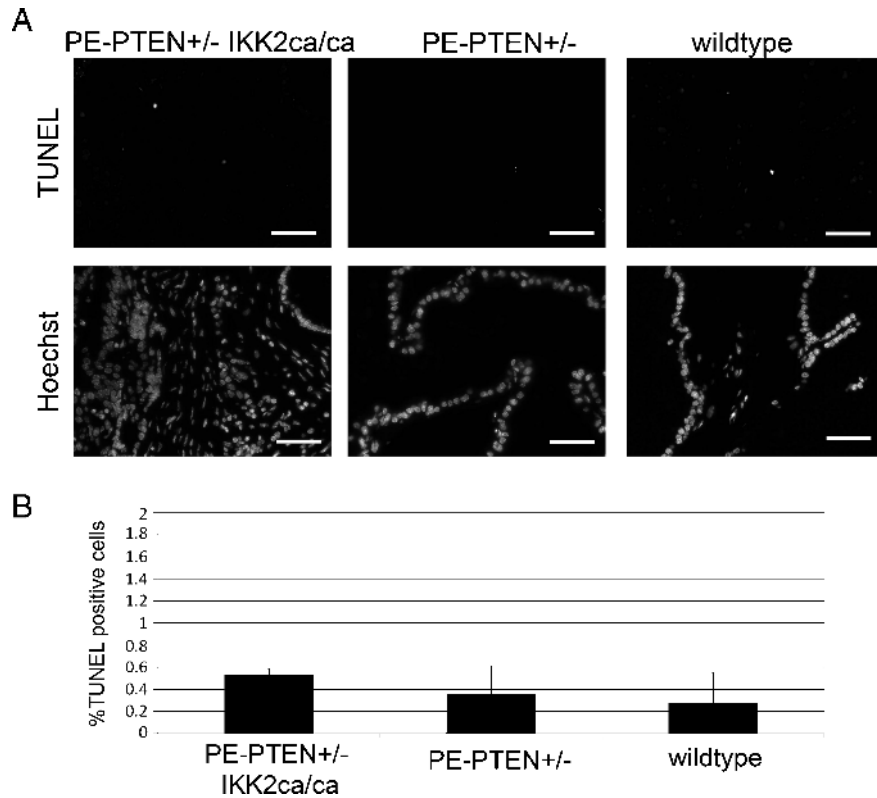 A
PE-PTEN+/- IKK2ca/ca
PE-PTEN+/-
wildtype
TUNEL
Hoechst
B
%TUNEL positive cells
2
1.8
1.6
1.4
1.2
1
0.8
0.6
0.4
0.2
0
PE-PTEN+/-
IKK2ca/ca
PE-PTEN+/-
wildtype